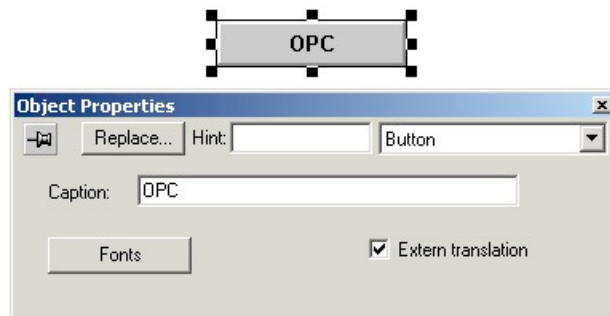 OPC
Object Properties
Replace... Hint: Button
Caption: OPC
Fonts Extern translation